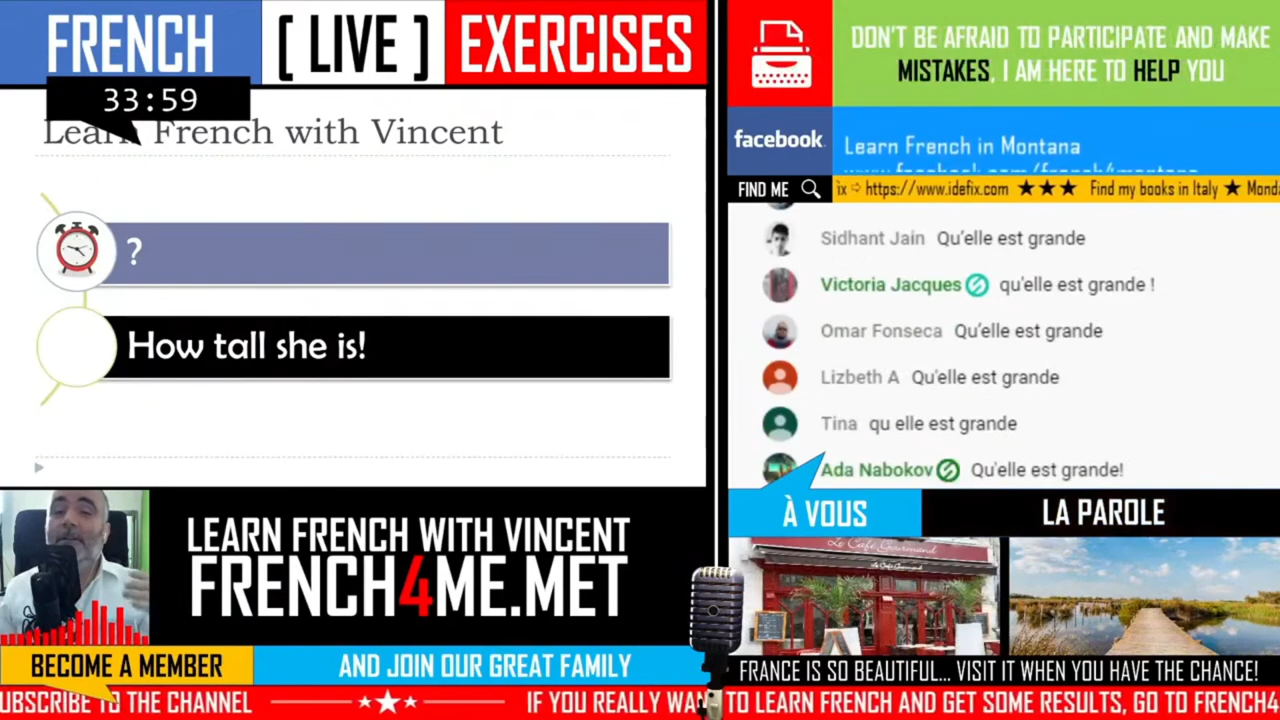 FRENCH
[ LIVE ]
EXERCISES
33:59
Learn French with Vincent
?
How tall she is!
LEARN FRENCH WITH VINCENT
FRENCH4ME.MET
BECOME A MEMBER
AND JOIN OUR GREAT FAMILY
DON'T BE AFRAID TO PARTICIPATE AND MAKE
MISTAKES, I AM HERE TO HELP YOU
facebook.
Learn French in Montana
FIND ME
https://www.idefix.com ★★★ Find my books in Italy ★
Sidhant Jain Qu'elle est grande
Victoria Jacques qu'elle est grande !
Omar Fonseca Qu'elle est grande
Lizbeth A Qu'elle est grande
Tina qu elle est grande
Ada Nabokov Qu'elle est grande!
À VOUS
LA PAROLE
Le Café Gourmand
FRANCE IS SO BEAUTIFUL... VISIT IT WHEN YOU HAVE THE CHANCE!
TO THE CHANNEL
IF YOU REALLY WAN TO LEARN FRENCH AND GET SOME RESULTS, GO TO FRENCH4